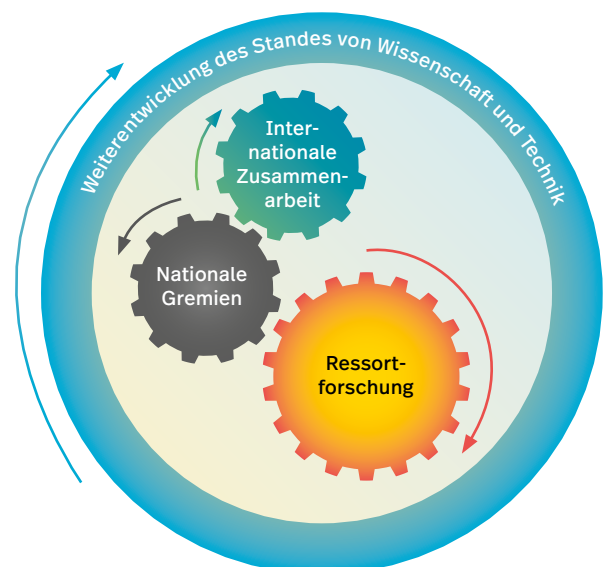 Weiterentwicklung des Standes von Wissenschaft und Technik
Inter-
nationale
Zusammen-
arbeit
Nationale
Gremien
Ressort-
forschung